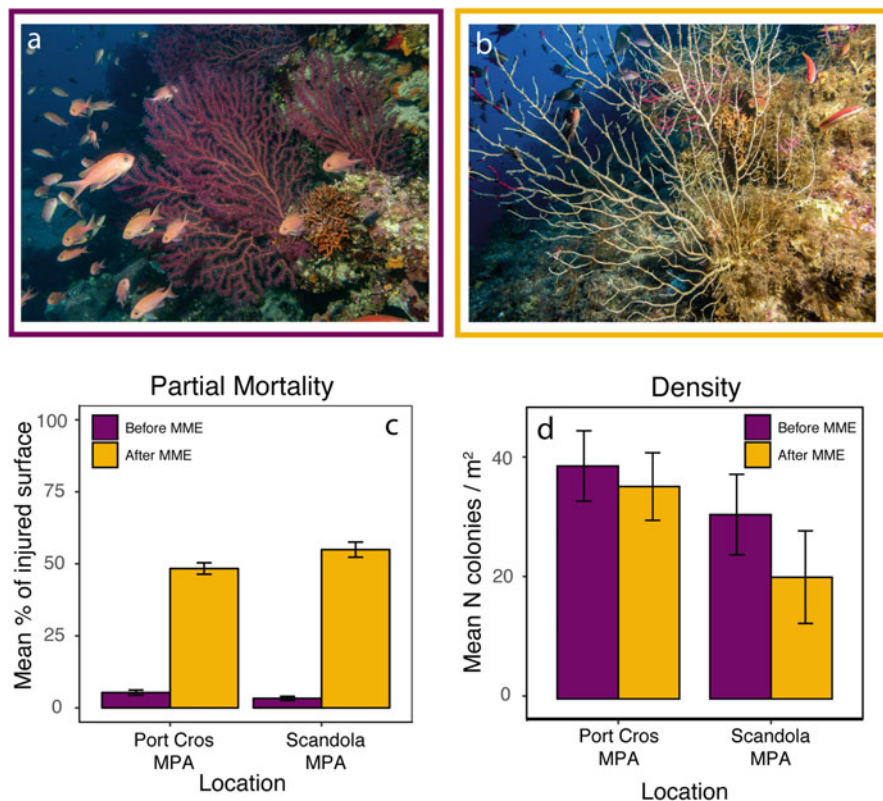 a
b
Partial Mortality
100
75
50
25
0
Mean % of injured surface
Before MME
After MME
c
Port Cros
MPA
Scandola
MPA
Location
Density
d
40
20
0
Mean N colonies / m²
Before MME
After MME
Port Cros
MPA
Scandola
MPA
Location